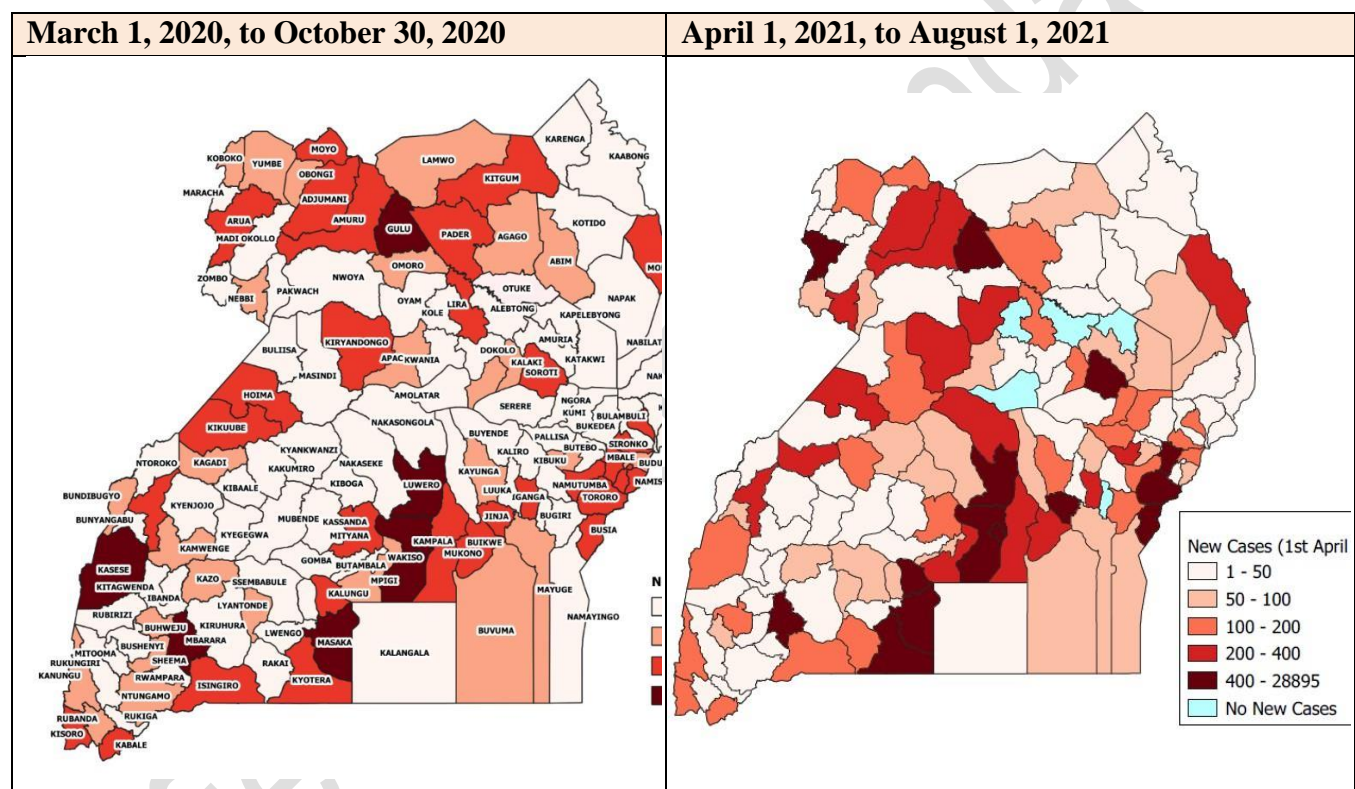 March 1, 2020, to October 30, 2020
April 1, 2021, to August 1, 2021
KARENGA
KAABONG
MOYO
KOBOKO
YUMBE
LAMWO
OBONGI
KITGUM
MARACHA
ADJUMANI
ARUA
AMURU
GULU
PADER
AGAGO
KOTIDO
MADI OKOLLO
ABIM
OMORO
ZOMBO
NEBBI
PAKWACH
NWOYA
OTUKE
OYAM
KOLE
LIRA
ALEBTONG
NAPAK
KAPELEBYONG
KIRYANDONGO
AMURIA
BULIISA
APAC
KWANIA
DOKOLO
KATAKWI
NABILAT
KALAKI
SOROTI
MASINDI
HOIMA
AMOLATAR
SERERE
NGORA
KUMI
BULAMBULI
BUKEDEA
KIKUUBE
NAKASONGOLA
BUYENDE
PALLISA
SIRONKO
KYANKWANZI
KALIRO
BUTEBO
MBALE
NTOROKO
KAGADI
KAKUMIRO
NAKASEKE
KAYUNGA
KIBUKU
BUDU
KIBAALE
KIBOGA
LUWERO
LUUKA
NAMUTUMBA
NAMIS
BUNDIBUGYO
KYENJOJO
IGANGA
TORORO
BUNYANGABU
MUBENDE
KASSANDA
JINJA
BUGIRI
KYEGEGWA
MITYANA
KAMPALA
BUIKWE
BUSIA
KAMWENGE
GOMBA
WAKISO
MUKONO
KASESE
BUTAMBALA
KITAGWENDA
KAZO
SSEMBABULE
MPIGI
IBANDA
KALUNGU
MAYUGE
RUBIRIZI
LYANTONDE
NAMAYINGO
BUHWEJU
KIRUHURA
BUVUMA
MITOOMA
BUSHENYI
MBARARA
LWENGO
MASAKA
RUKUNGIRI
SHEEMA
RAKAI
KALANGALA
KANUNGU
RWAMPARA
KYOTERA
NTUNGAMO
ISINGIRO
RUBANDA
RUKIGA
KISORO
KABALE
New Cases (1st April
1 - 50
50 - 100
100 - 200
200 - 400
400 - 28895
No New Cases